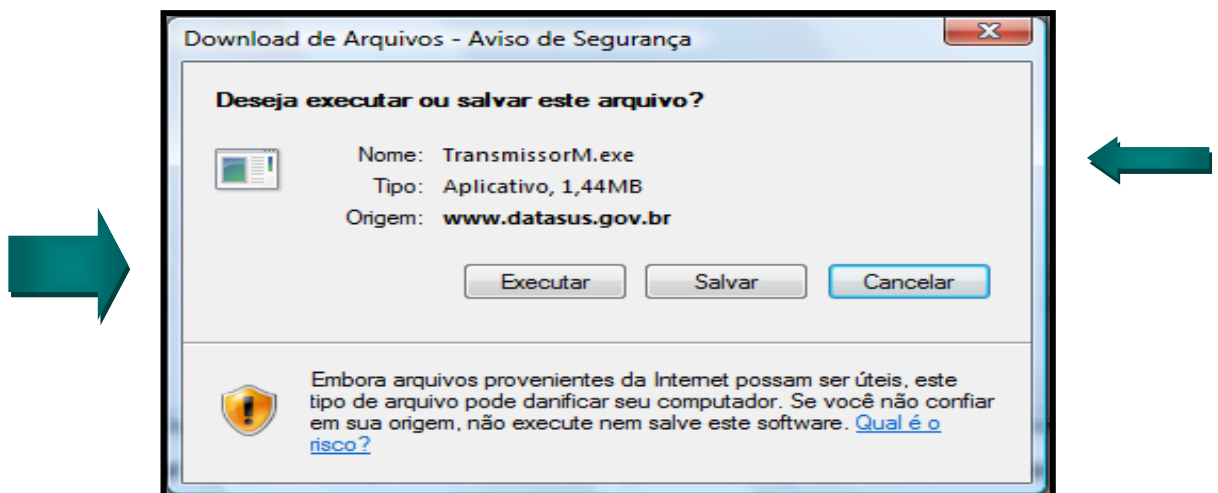 Download de Arquivos - Aviso de Segurança
Deseja executar ou salvar este arquivo?
Nome: TransmissorM.exe
Tipo: Aplicativo, 1,44MB
Origem: www.datasus.gov.br
Executar Salvar Cancelar
Embora arquivos provenientes da Internet possam ser úteis, este
tipo de arquivo pode danificar seu computador. Se você não confiar
em sua origem, não execute nem salve este software. Qual é o
risco?